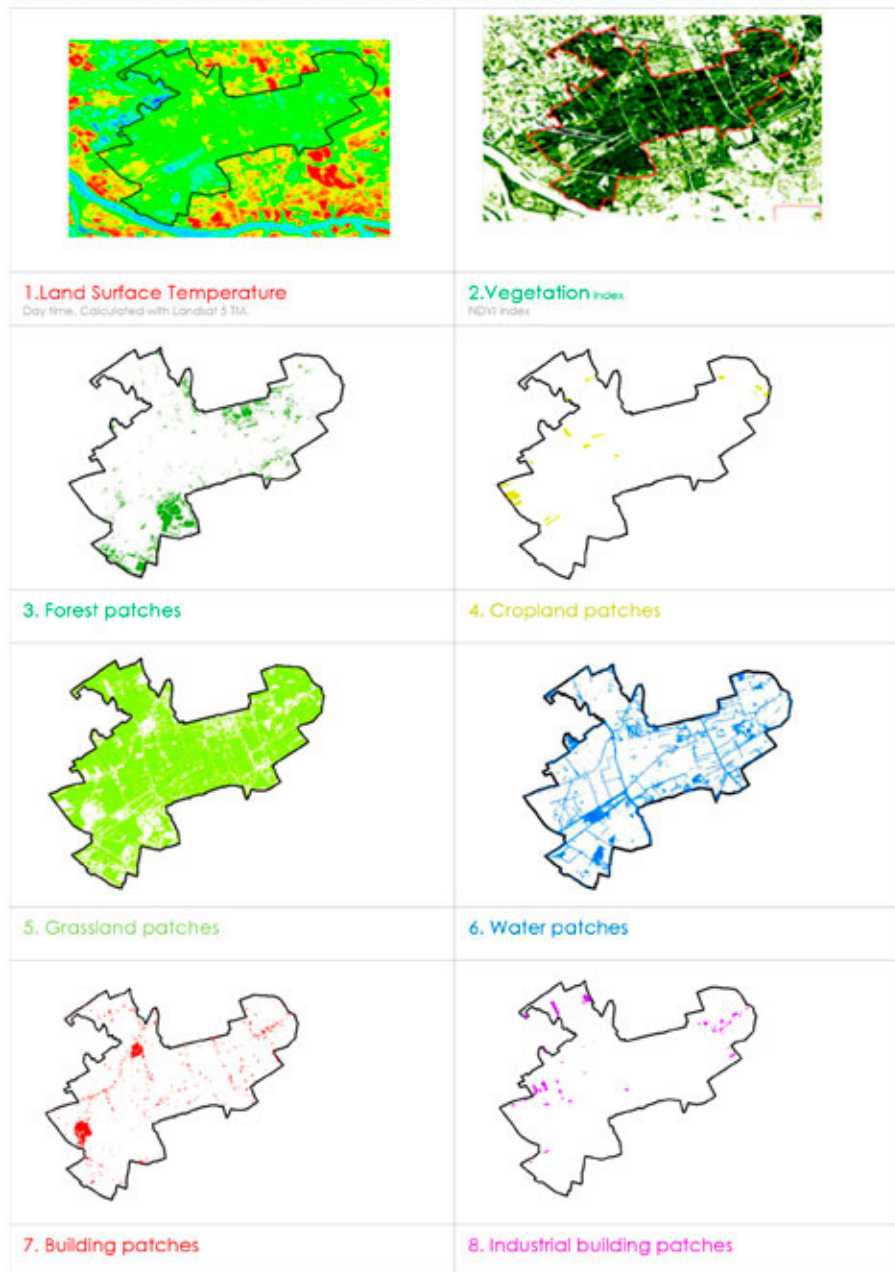 1.Land Surface Temperature
Day time. Calculated with Landsat 5 TM.
2.Vegetation Index
NDVI index
3. Forest patches
4. Cropland patches
5. Grassland patches
6. Water patches
7. Building patches
8. Industrial building patches